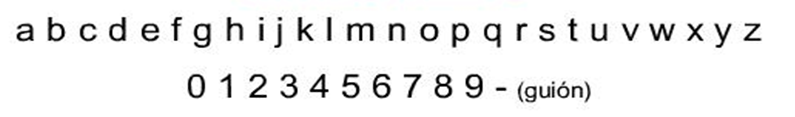 a b c d e f g h i j k l m n o p q r s t u v w x y z
0 1 2 3 4 5 6 7 8 9 - (guión)